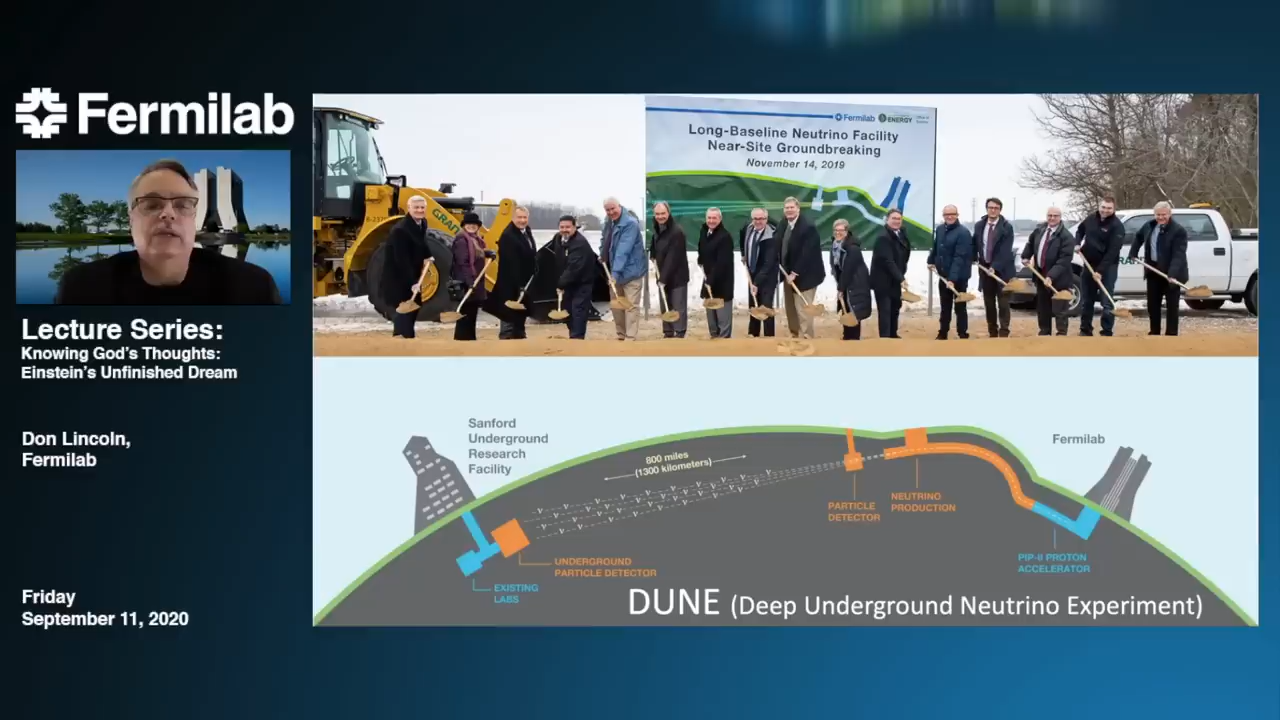 Fermilab
Lecture Series:
Knowing God's Thoughts:
Einstein's Unfinished Dream
Don Lincoln,
Fermilab
Friday
September 11, 2020
Fermilab
ENERGY
Long-Baseline Neutrino Facility
Near-Site Groundbreaking
November 14, 2019
Sanford
Underground
Research
Facility
800 miles
(1300 kilometers)
Fermilab
PARTICLE
DETECTOR
NEUTRINO
PRODUCTION
UNDERGROUND
PARTICLE DETECTOR
EXISTING
LABS
PIP-II PROTON
ACCELERATOR
DUNE (Deep Underground Neutrino Experiment)